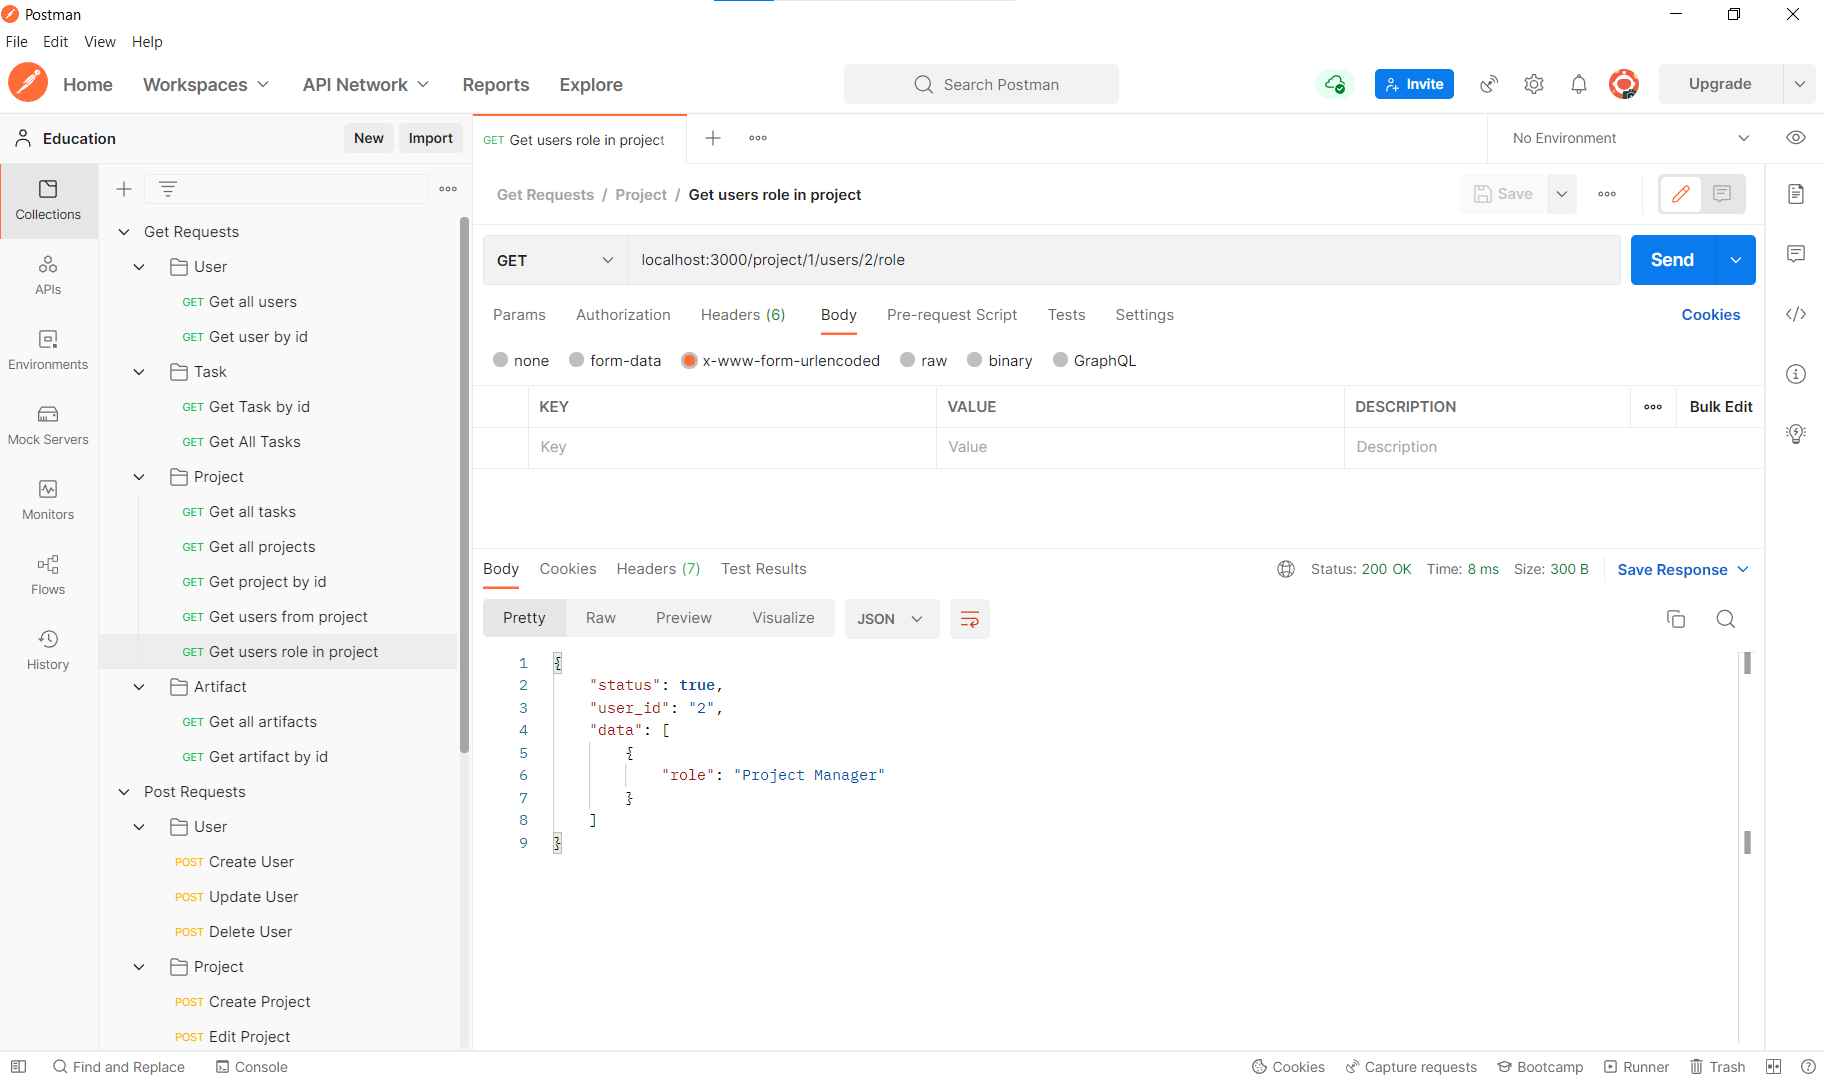 Postman
File Edit View Help
Home Workspaces API Network Reports Explore Search Postman Invite Upgrade
Education New Import
GET Get users role in project
No Environment
Collections
APIs
Environments
Mock Servers
Monitors
Flows
History
Get Requests
User
GET Get all users
GET Get user by id
Task
GET Get Task by id
GET Get All Tasks
Project
GET Get all tasks
GET Get all projects
GET Get project by id
GET Get users from project
GET Get users role in project
Artifact
GET Get all artifacts
GET Get artifact by id
Post Requests
User
POST Create User
POST Update User
POST Delete User
Project
POST Create Project
POST Edit Project
Get Requests / Project / Get users role in project
Save
GET localhost:3000/project/1/users/2/role Send
Params Authorization Headers (6) Body Pre-request Script Tests Settings Cookies
none form-data x-www-form-urlencoded raw binary GraphQL
KEY VALUE DESCRIPTION Bulk Edit
Key Value Description
Body Cookies Headers (7) Test Results Status: 200 OK Time: 8 ms Size: 300 B Save Response
Pretty Raw Preview Visualize JSON
1 {
2 "status": true,
3 "user_id": "2",
4 "data": [
5 {
6 "role": "Project Manager"
7 }
8 ]
9 }
Find and Replace Console Cookies Capture requests Bootcamp Runner Trash